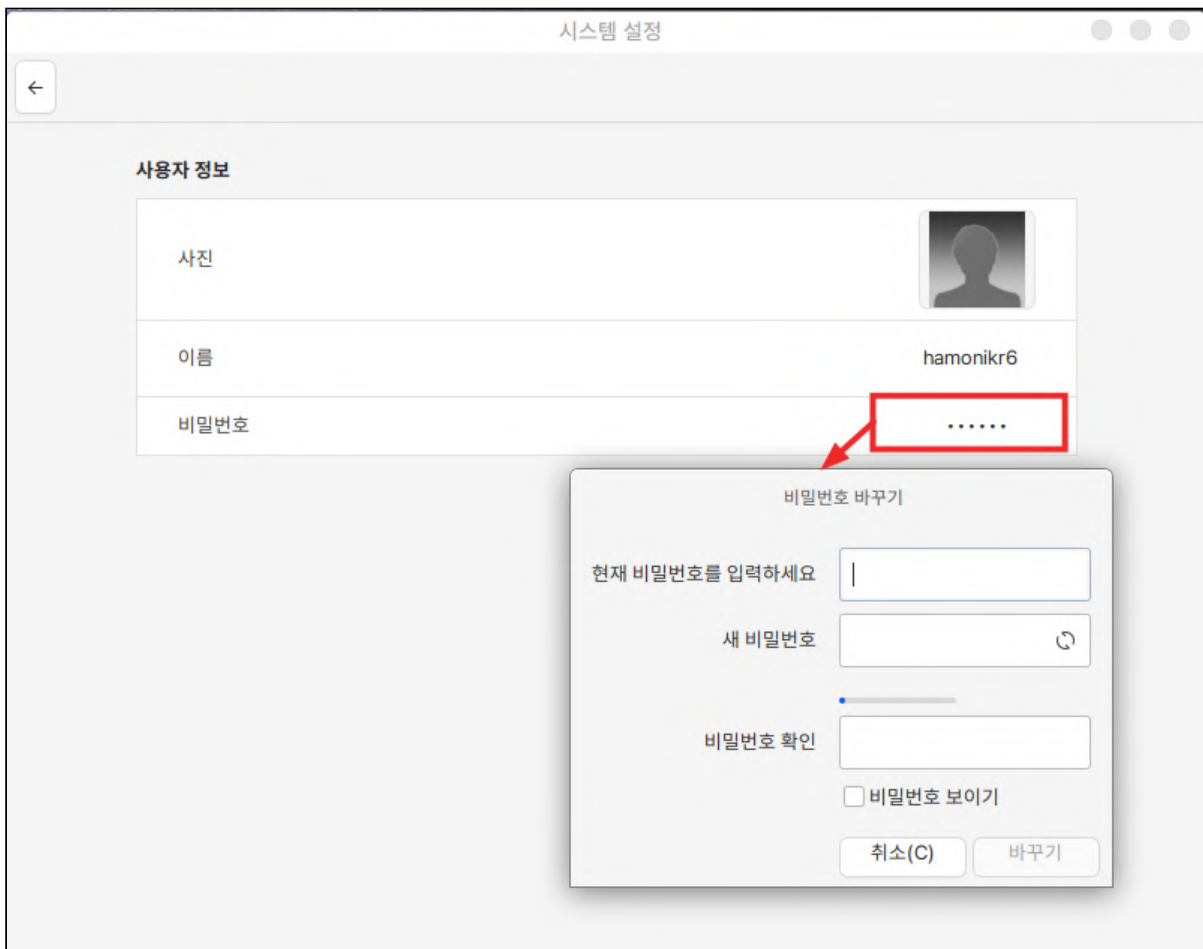 시스템 설정
사용자 정보
사진
이름 hamonikr6
비밀번호 ••••••
비밀번호 바꾸기
현재 비밀번호를 입력하세요
새 비밀번호
비밀번호 확인
비밀번호 보이기
취소(C) 바꾸기